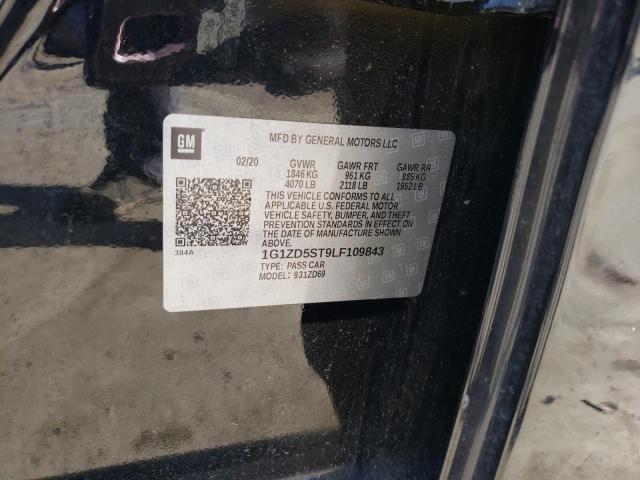 GM
MFD BY GENERAL MOTORS LLC
02/20 GVWR GAWR FRT GAWR RR
1846 KG 961 KG 885 KG
4070 LB 2118 LB 1952 LB
THIS VEHICLE CONFORMS TO ALL
APPLICABLE U.S. FEDERAL MOTOR
VEHICLE SAFETY, BUMPER, AND THEFT
PREVENTION STANDARDS IN EFFECT ON
THE DATE OF MANUFACTURE SHOWN
ABOVE.
384A
1G1ZD5ST9LF109843
TYPE: PASS CAR
MODEL: 931ZD69